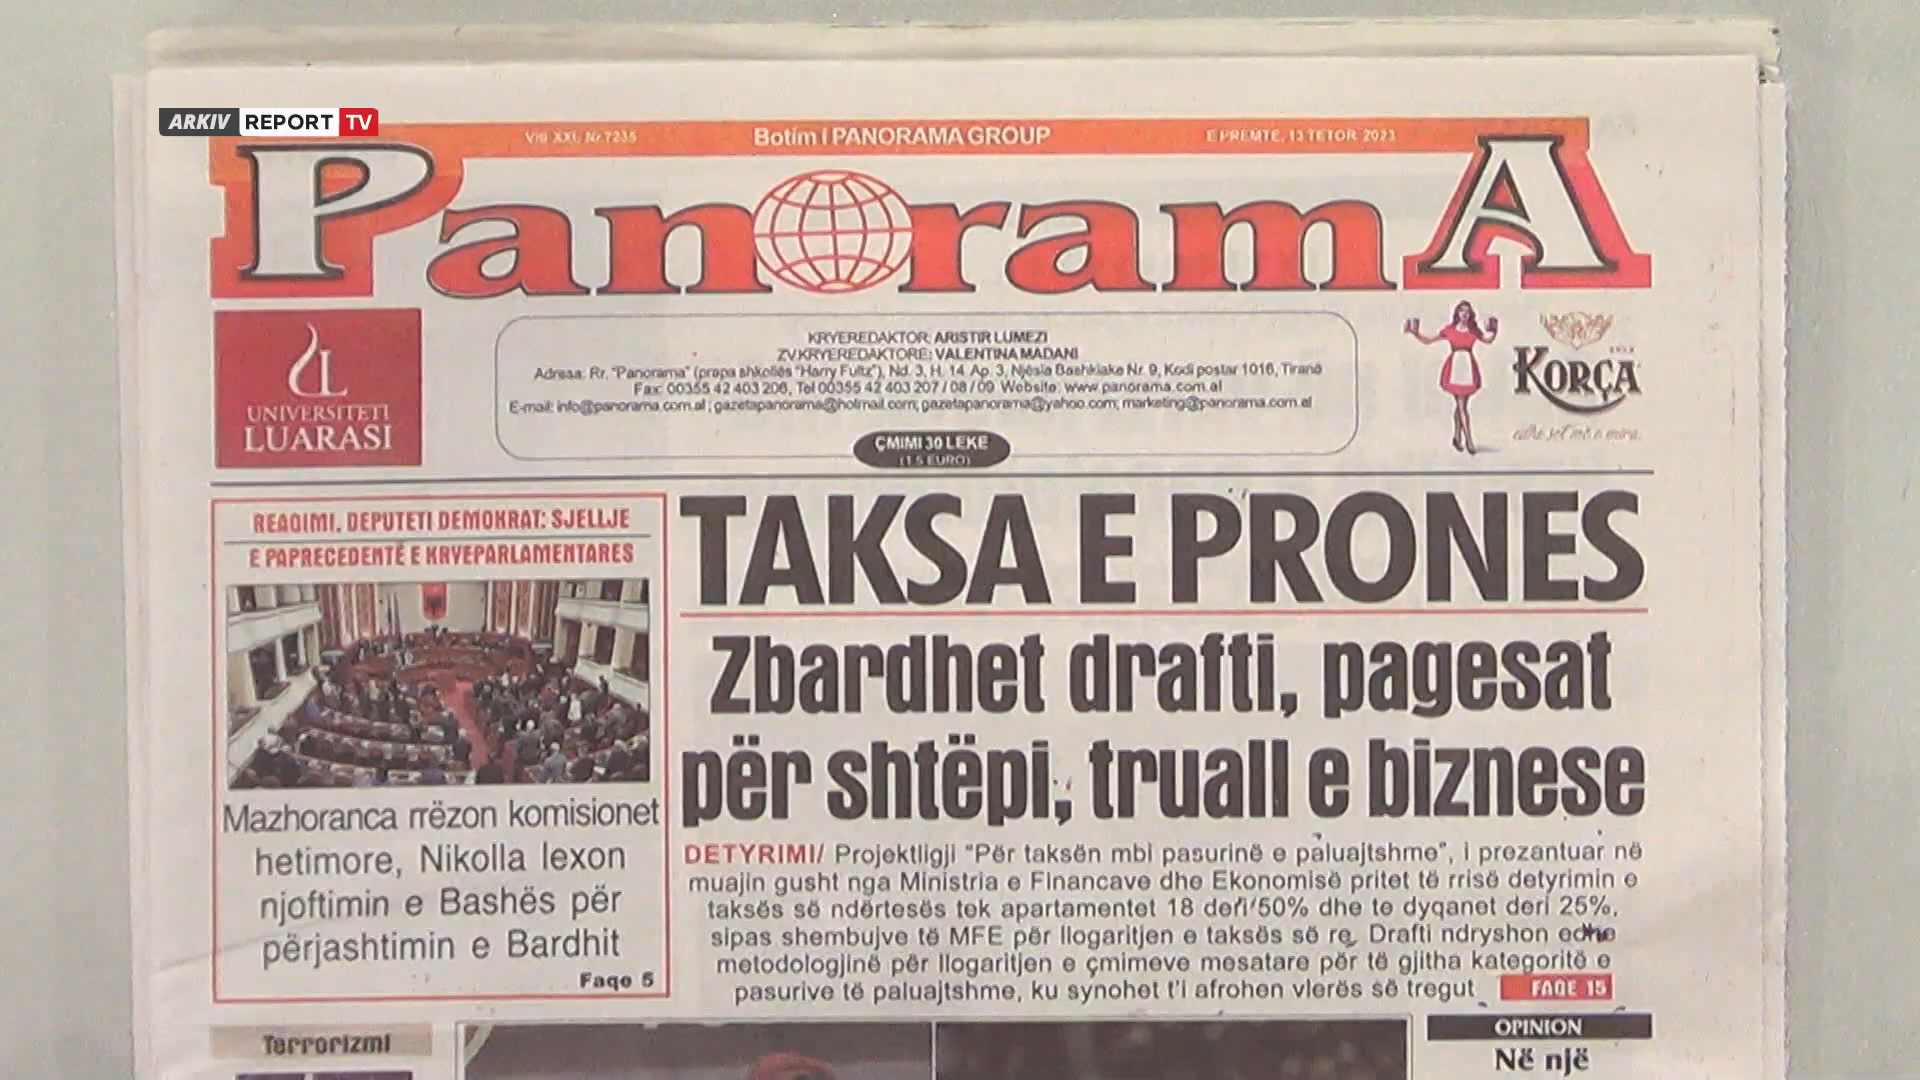 ARKIV REPORT TV
Viti XXI, Nr.7235
Botim i PANORAMA GROUP
E PREMTE, 13 TETOR 2023
PanoramA
UNIVERSITETI
LUARASI
KRYEREDAKTOR: ARISTIR LUMEZI
ZV.KRYEREDAKTORE: VALENTINA MADANI
Adresa: Rr. "Panorama" (prapa shkollës "Harry Fultz"), Nd. 3, H. 14 Ap. 3, Njësia Bashkiake Nr. 9, Kodi postar 1016, Tiranë
Fax: 00355 42 403 206, Tel 00355 42 403 207 / 08 / 09 Website: www.panorama.com.al
E-mail: info@panorama.com.al; gazetapanorama@hotmail.com; gazetapanorama@yahoo.com; marketing@panorama.com.al
ÇMIMI 30 LEKE
(1.5 EURO)
KORÇA
REAGIMI, DEPUTETI DEMOKRAT: SJELLJE
E PAPRECEDENTË E KRYEPARLAMENTARES
Mazhoranca rrëzon komisionet
hetimore, Nikolla lexon
njoftimin e Bashës për
përjashtimin e Bardhit
Faqe 5
TAKSA E PRONES
Zbardhet drafti, pagesat
për shtëpi, truall e biznese
DETYRIMI/ Projektligji "Për taksën mbi pasurinë e paluajtshme", i prezantuar në
muajin gusht nga Ministria e Financave dhe Ekonomisë pritet të rrisë detyrimin e
taksës së ndërtesës tek apartamentet 18 deri 50% dhe te dyqanet deri 25%,
sipas shembujve të MFE për llogaritjen e taksës së re. Drafti ndryshon edhe
metodologjinë për llogaritjen e çmimeve mesatare për të gjitha kategoritë e
pasurive të paluajtshme, ku synohet t'i afrohen vlerës së tregut
FAQE 15
Terrorizmi
OPINION
Në një